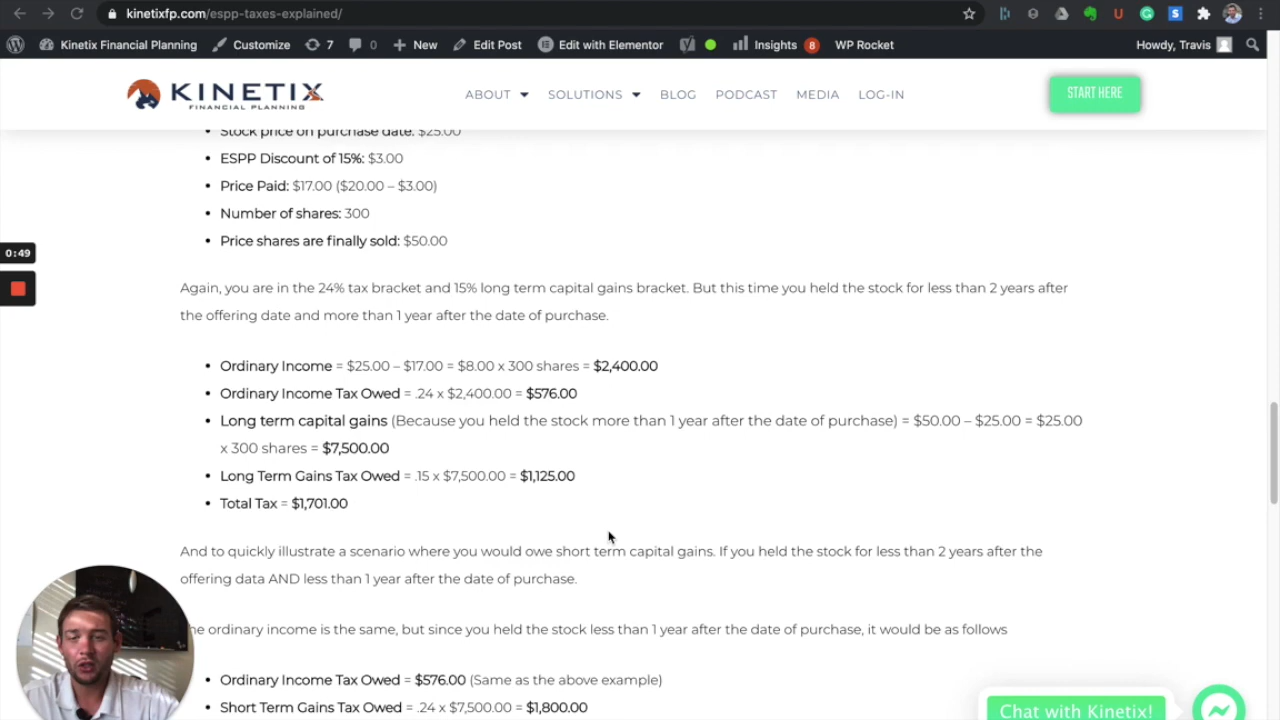 kinetixfp.com/espp-taxes-explained/
Kinetix Financial Planning Customize 7 0 New Edit Post Edit with Elementor Insights 8 WP Rocket Howdy, Travis
KINETIX
FINANCIAL PLANNING
ABOUT SOLUTIONS BLOG PODCAST MEDIA LOG-IN
START HERE
• Stock price on purchase date: $25.00
• ESPP Discount of 15%: $3.00
• Price Paid: $17.00 ($20.00 – $3.00)
• Number of shares: 300
0:49
• Price shares are finally sold: $50.00
Again, you are in the 24% tax bracket and 15% long term capital gains bracket. But this time you held the stock for less than 2 years after
the offering date and more than 1 year after the date of purchase.
• Ordinary Income = $25.00 – $17.00 = $8.00 x 300 shares = $2,400.00
• Ordinary Income Tax Owed = .24 x $2,400.00 = $576.00
• Long term capital gains (Because you held the stock more than 1 year after the date of purchase) = $50.00 – $25.00 = $25.00
x 300 shares = $7,500.00
• Long Term Gains Tax Owed = .15 x $7,500.00 = $1,125.00
• Total Tax = $1,701.00
And to quickly illustrate a scenario where you would owe short term capital gains. If you held the stock for less than 2 years after the
offering data AND less than 1 year after the date of purchase.
he ordinary income is the same, but since you held the stock less than 1 year after the date of purchase, it would be as follows
• Ordinary Income Tax Owed = $576.00 (Same as the above example)
• Short Term Gains Tax Owed = .24 x $7,500.00 = $1,800.00
Chat with Kinetix!